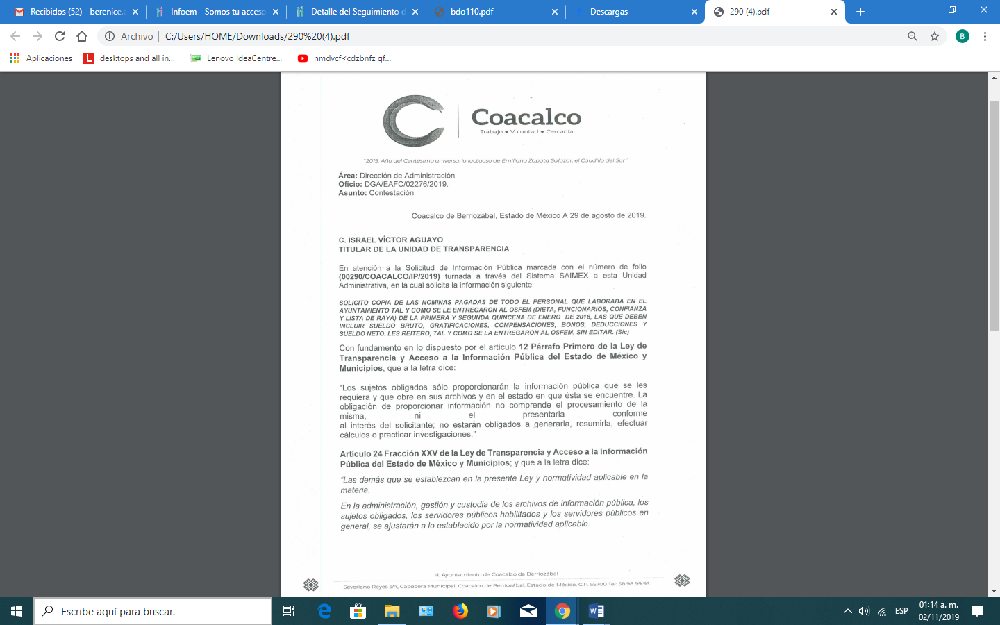 Recibidos (52) - berenice.a
Infoem - Somos tu acceso
Detalle del Seguimiento d
bdo110.pdf
Descargas
290 (4).pdf
Archivo
C:/Users/HOME/Downloads/290%20(4).pdf
B
Aplicaciones
L
desktops and all in...
Lenovo IdeaCentre...
nmdvcf<cdzbnfz gf...
Coacalco
Trabajo ◆ Voluntad ◆ Cercanía
"2019. Año del Centésimo aniversario luctuoso de Emiliano Zapata Salazar, el Caudillo del Sur"
Área: Dirección de Administración
Oficio: DGA/EAFC/02276/2019.
Asunto: Contestación
Coacalco de Berriozábal, Estado de México A 29 de agosto de 2019.
C. ISRAEL VÍCTOR AGUAYO
TITULAR DE LA UNIDAD DE TRANSPARENCIA
En atención a la Solicitud de Información Pública marcada con el número de folio
(00290/COACALCO/IP/2019) turnada a través del Sistema SAIMEX a esta Unidad
Administrativa, en la cual solicita la información siguiente:
SOLICITO COPIA DE LAS NOMINAS PAGADAS DE TODO EL PERSONAL QUE LABORABA EN EL
AYUNTAMIENTO TAL Y COMO SE LE ENTREGARON AL OSFEM (DIETA, FUNCIONARIOS, CONFIANZA
Y LISTA DE RAYA) DE LA PRIMERA Y SEGUNDA QUINCENA DE ENERO DE 2018, LAS QUE DEBEN
INCLUIR SUELDO BRUTO, GRATIFICACIONES, COMPENSACIONES, BONOS, DEDUCCIONES Y
SUELDO NETO. LES REITERO, TAL Y COMO SE LA ENTREGARON AL OSFEM, SIN EDITAR. (Sic)
Con fundamento en lo dispuesto por el artículo 12 Párrafo Primero de la Ley de
Transparencia y Acceso a la Información Pública del Estado de México y
Municipios, que a la letra dice:
"Los sujetos obligados sólo proporcionarán la información pública que se les
requiera y que obre en sus archivos y en el estado en que ésta se encuentre. La
obligación de proporcionar información no comprende el procesamiento de la
misma, ni el presentarla conforme
al interés del solicitante; no estarán obligados a generarla, resumirla, efectuar
cálculos o practicar investigaciones."
Artículo 24 Fracción XXV de la Ley de Transparencia y Acceso a la Información
Pública del Estado de México y Municipios; y que a la letra dice:
"Las demás que se establezcan en la presente Ley y normatividad aplicable en la
materia.
En la administración, gestión y custodia de los archivos de información pública, los
sujetos obligados, los servidores públicos habilitados y los servidores públicos en
general, se ajustarán a lo establecido por la normatividad aplicable.
H. Ayuntamiento de Coacalco de Berriozábal
Severiano Reyes s/n, Cabecera Municipal, Coacalco de Berriozábal, Estado de México, C.P. 55700 Tel: 58 98 99 93
Escribe aquí para buscar.
ESP
01:14 a. m.
02/11/2019